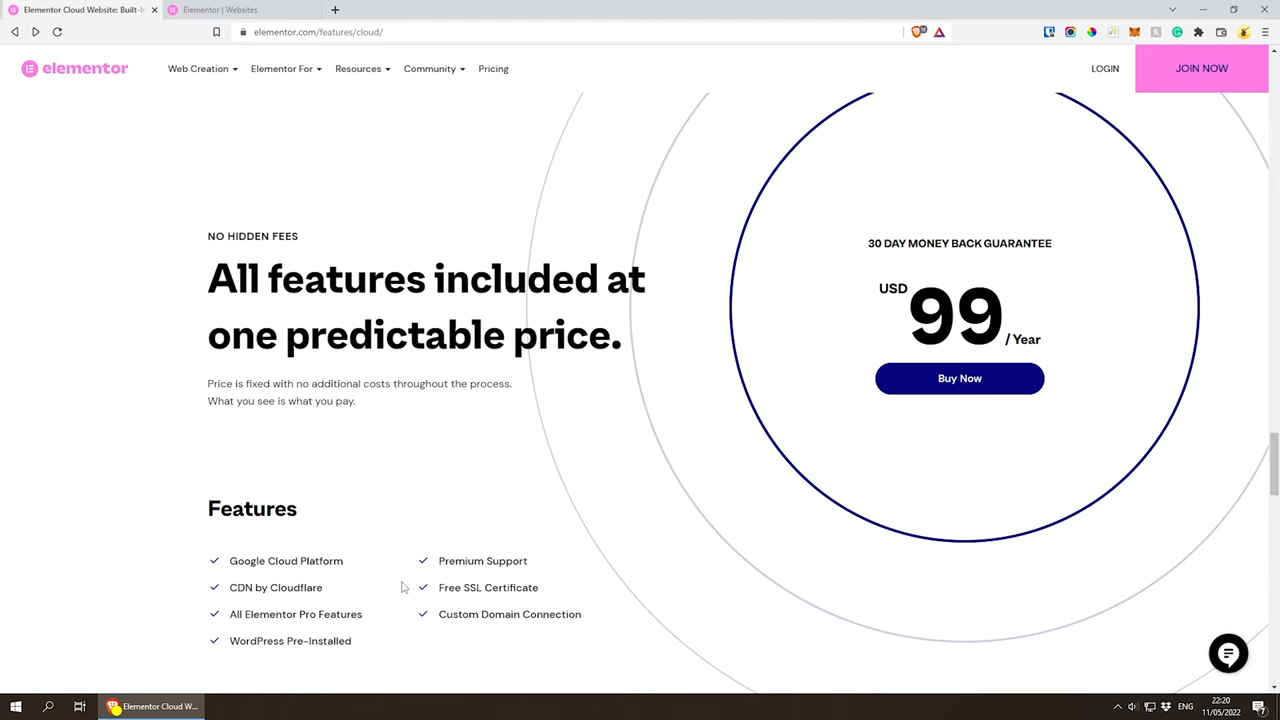 Elementor Cloud Website: Built-I
Elementor | Websites
elementor.com/features/cloud/
elementor
Web Creation
Elementor For
Resources
Community
Pricing
LOGIN
JOIN NOW
NO HIDDEN FEES
All features included at
one predictable price.
Price is fixed with no additional costs throughout the process.
What you see is what you pay.
30 DAY MONEY BACK GUARANTEE
USD 99 / Year
Buy Now
Features
Google Cloud Platform
CDN by Cloudflare
All Elementor Pro Features
WordPress Pre-Installed
Premium Support
Free SSL Certificate
Custom Domain Connection
Elementor Cloud W...
ENG
22:20
11/05/2022